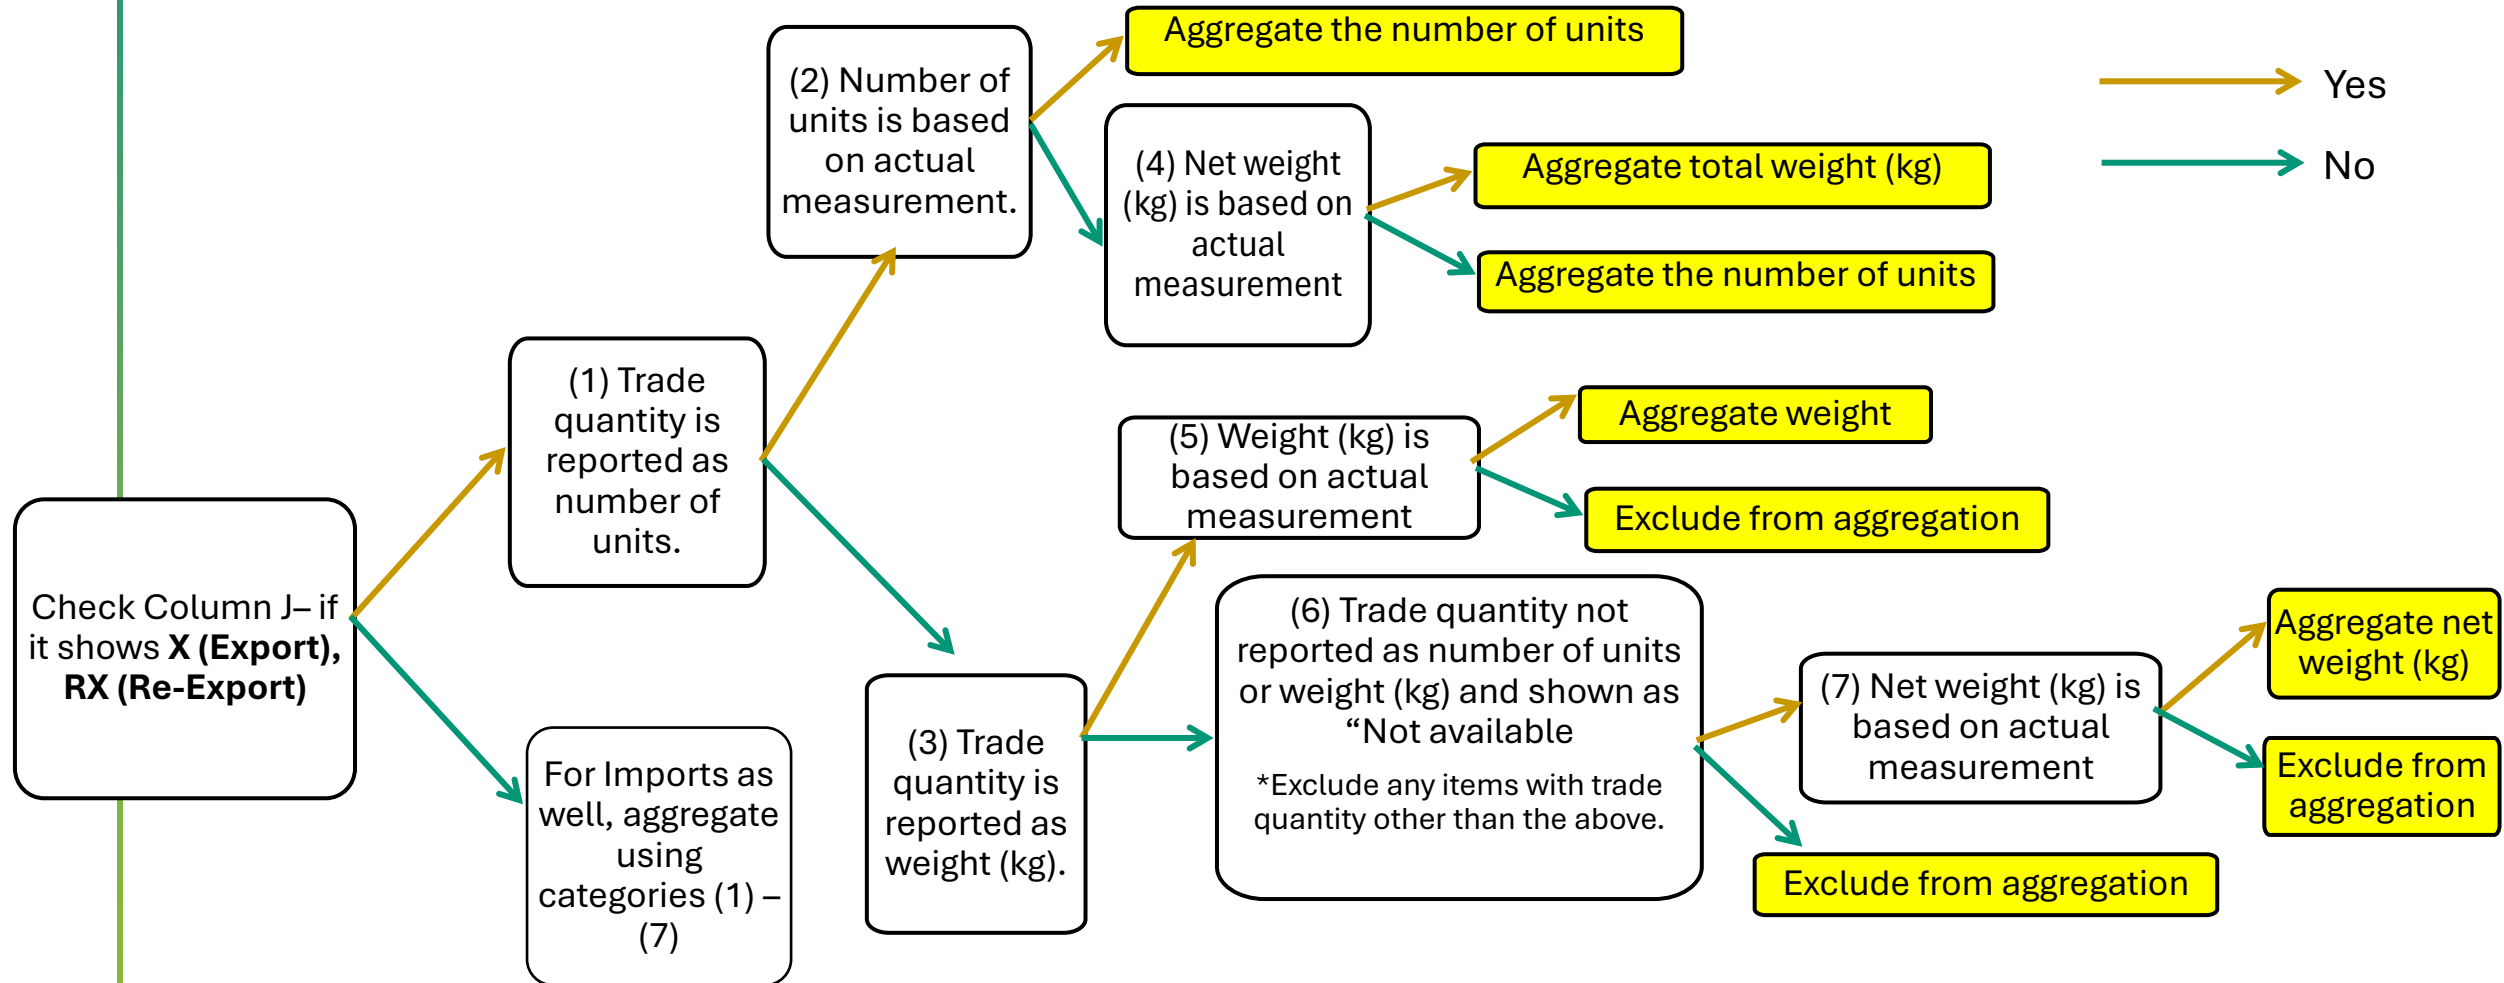 Check Column J– if
it shows X (Export),
RX (Re-Export)
(1) Trade
quantity is
reported as
number of
units.
For Imports as
well, aggregate
using
categories (1) –
(7)
(2) Number of
units is based
on actual
measurement.
Aggregate the number of units
(4) Net weight
(kg) is based on
actual
measurement
Aggregate total weight (kg)
Aggregate the number of units
(3) Trade
quantity is
reported as
weight (kg).
(5) Weight (kg) is
based on actual
measurement
Aggregate weight
Exclude from aggregation
(6) Trade quantity not
reported as number of units
or weight (kg) and shown as
“Not available
*Exclude any items with trade
quantity other than the above.
(7) Net weight (kg) is
based on actual
measurement
Aggregate net
weight (kg)
Exclude from
aggregation
Exclude from aggregation
Yes
No